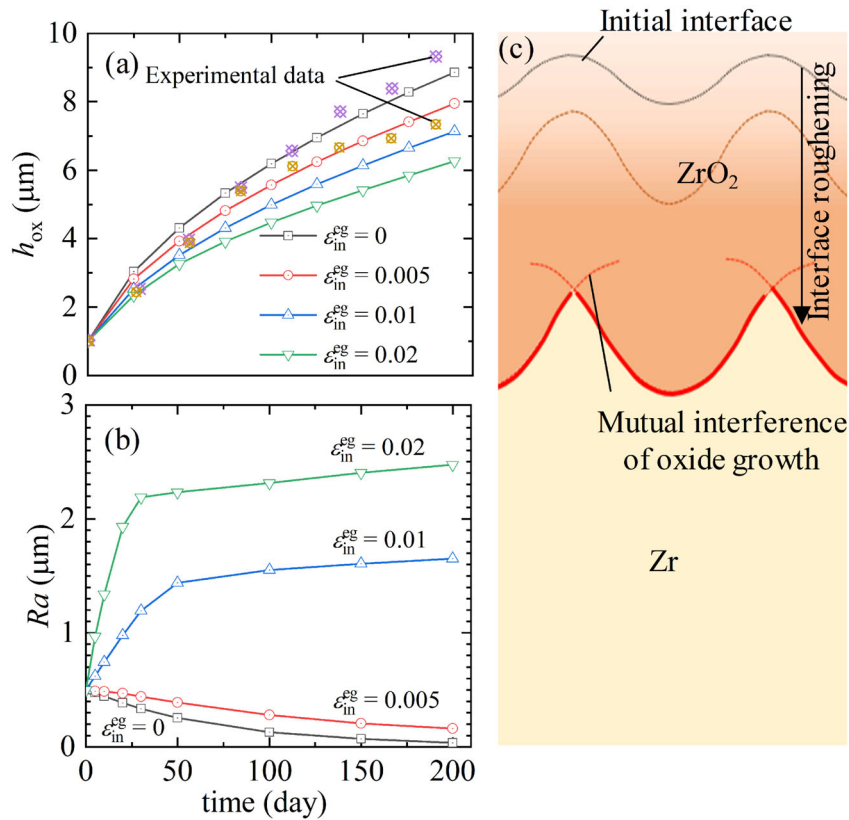 (a)
Experimental data
10
8
6
4
2
0
h_ox (μm)
ε_in^eg = 0
ε_in^eg = 0.005
ε_in^eg = 0.01
ε_in^eg = 0.02
(b)
3
2
1
0
Ra (μm)
ε_in^eg = 0.02
ε_in^eg = 0.01
ε_in^eg = 0
ε_in^eg = 0.005
0
50
100
150
200
time (day)
(c)
Initial interface
ZrO₂
Interface roughening
Mutual interference
of oxide growth
Zr